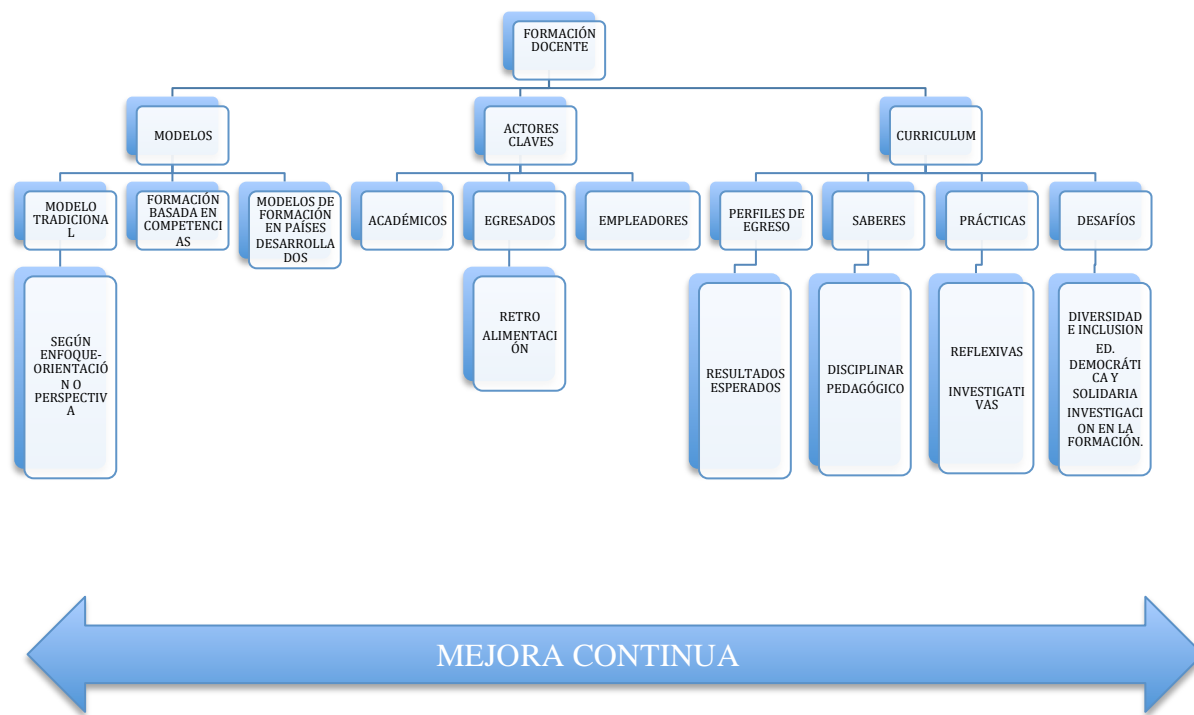 FORMACIÓN
DOCENTE
MODELOS
ACTORES
CLAVES
CURRICULUM
MODELO
TRADICIONA
L
FORMACIÓN
BASADA EN
COMPETENCI
AS
MODELOS DE
FORMACIÓN
EN PAÍSES
DESARROLLA
DOS
ACADÉMICOS
EGRESADOS
EMPLEADORES
PERFILES DE
EGRESO
SABERES
PRÁCTICAS
DESAFÍOS
SEGÚN
ENFOQUE-
ORIENTACIÓ
N O
PERSPECTIV
A
RETRO
ALIMENTACI
ÓN
RESULTADOS
ESPERADOS
DISCIPLINAR
PEDAGÓGICO
REFLEXIVAS
INVESTIGATI
VAS
DIVERSIDAD
E INCLUSION
ED.
DEMOCRÁTI
CA Y
SOLIDARIA
INVESTIGACI
ON EN LA
FORMACIÓN.
MEJORA CONTINUA